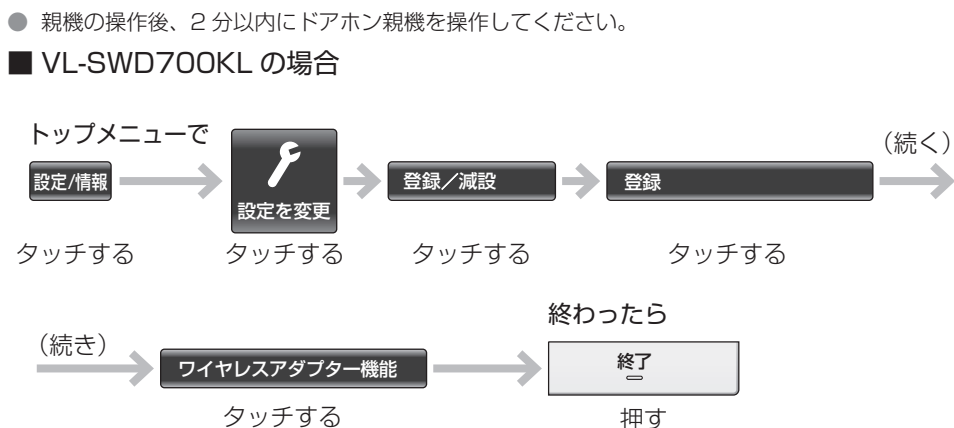 ● 親機の操作後、2 分以内にドアホン親機を操作してください。
■ VL-SWD700KL の場合
トップメニューで
(続く)
設定/情報
設定を変更
登録／減設
登録
タッチする
タッチする
タッチする
タッチする
終わったら
(続き)
ワイヤレスアダプター機能
終了
タッチする
押す